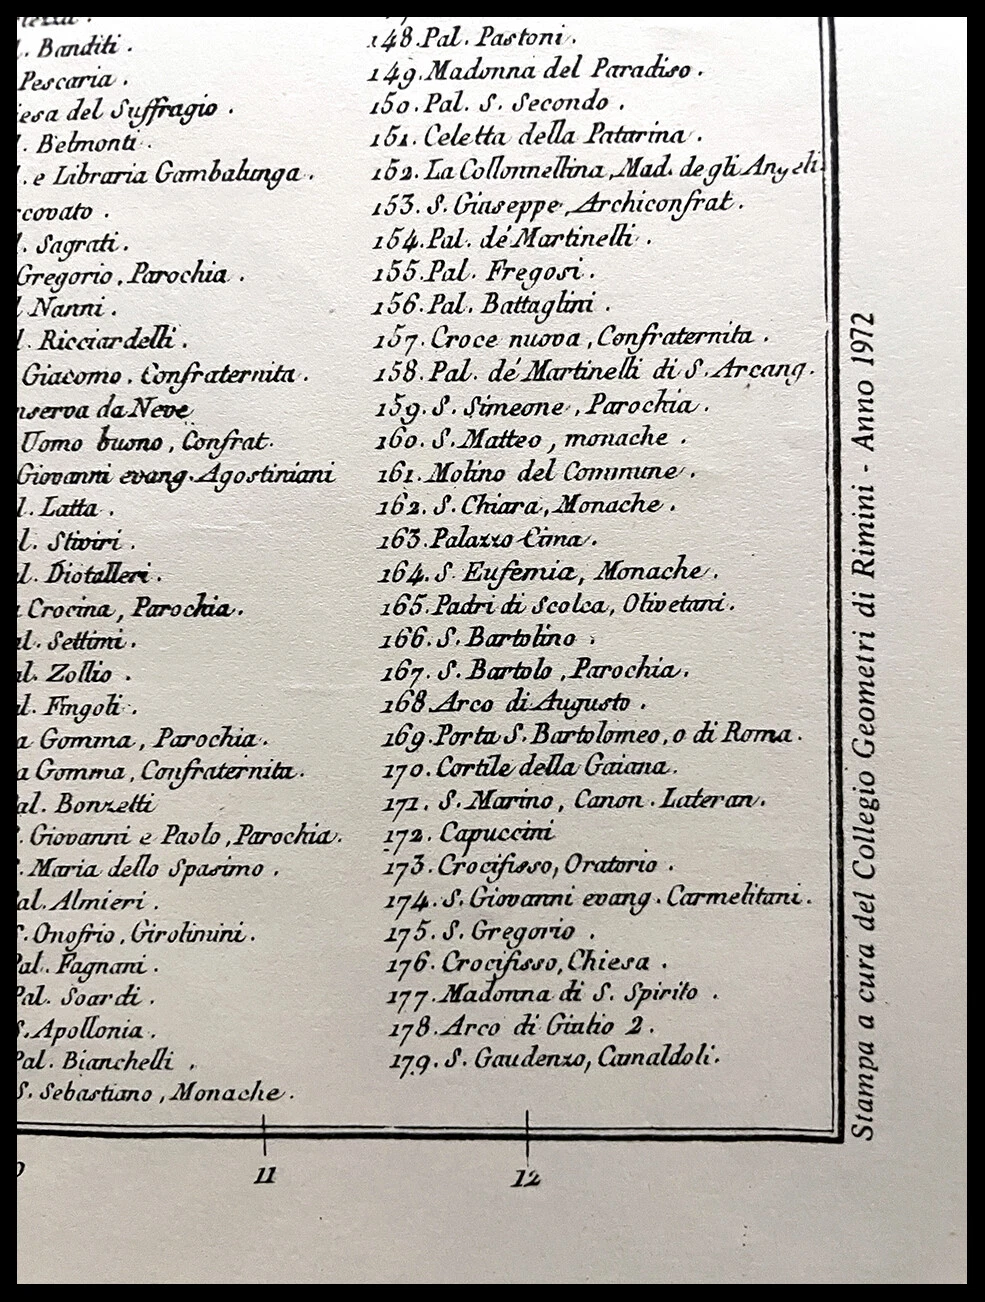 l. Banditi.
Pescaria.
iesa del Suffragio.
l. Belmonti.
l. e Libraria Gambalunga.
rcovato.
l. Sagrati.
Gregorio, Parochia.
l Nanni.
l. Ricciardelli.
Giacomo. Confraternita.
nserva da Neve
Uomo buono, Confrat.
Giovanni evang. Agostiniani
l. Latta.
l. Stiviri.
al. Diotalleri.
a Crocina, Parochia.
al. Settimi.
al. Zollio.
al. Fingoli.
a Gomma, Parochia.
a Gomma, Confraternita.
al. Bonzetti
S. Giovanni e Paolo, Parochia.
S. Maria dello Spasimo.
al. Almieri.
S. Onofrio, Girolimini.
Pal. Fagnani.
Pal. Soardi.
S. Apollonia.
Pal. Bianchelli.
S. Sebastiano, Monache.
148. Pal. Pastoni.
149. Madonna del Paradiso.
150. Pal. S. Secondo.
151. Celetta della Patarina.
152. La Collonnellina, Mad. degli Angeli.
153. S. Giuseppe, Archiconfrat.
154. Pal. de' Martinelli.
155. Pal. Fregosi.
156. Pal. Battaglini.
157. Croce nuova, Confraternita.
158. Pal. de' Martinelli di S. Arcang.
159. S. Simeone, Parochia.
160. S. Matteo, monache.
161. Molino del Commune.
162. S. Chiara, Monache.
163. Palazzo Cima.
164. S. Eufemia, Monache.
165. Padri di Scolca, Olivetani.
166. S. Bartolino.
167. S. Bartolo, Parochia.
168 Arco di Augusto.
169. Porta S. Bartolomeo, o di Roma.
170. Cortile della Gaiana.
171. S. Marino, Canon. Lateran.
172. Capuccini
173. Crocifisso, Oratorio.
174. S. Giovanni evang. Carmelitani.
175. S. Gregorio.
176. Crocifisso, Chiesa.
177. Madonna di S. Spirito.
178. Arco di Giulio 2.
179. S. Gaudenzo, Camaldoli.
11
12
Stampa a cura del Collegio Geometri di Rimini - Anno 1972